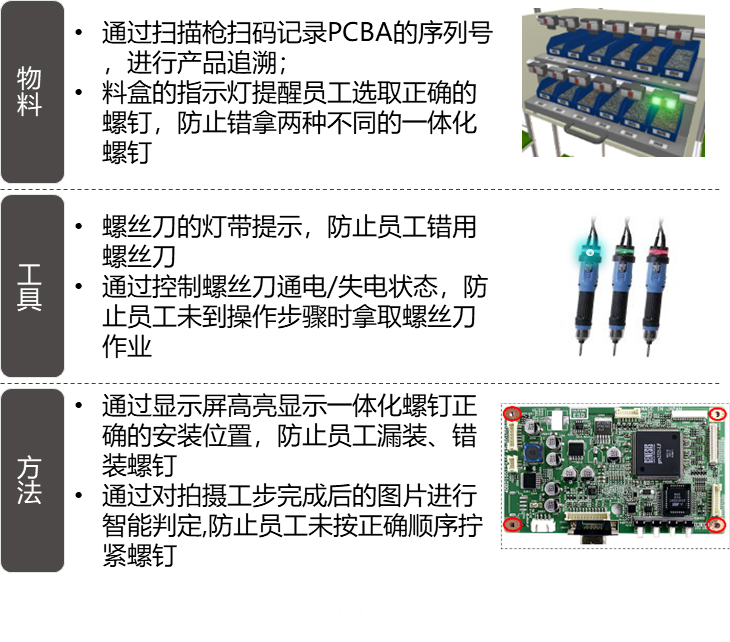 物料
• 通过扫描枪扫码记录PCBA的序列号
，进行产品追溯；
• 料盒的指示灯提醒员工选取正确的
螺钉，防止错拿两种不同的一体化
螺钉
工具
• 螺丝刀的灯带提示，防止员工错用
螺丝刀
• 通过控制螺丝刀通电/失电状态，防
止员工未到操作步骤时拿取螺丝刀
作业
方法
• 通过显示屏高亮显示一体化螺钉正
确的安装位置，防止员工漏装、错
装螺钉
• 通过对拍摄工步完成后的图片进行
智能判定,防止员工未按正确顺序拧
紧螺钉
GENESIS